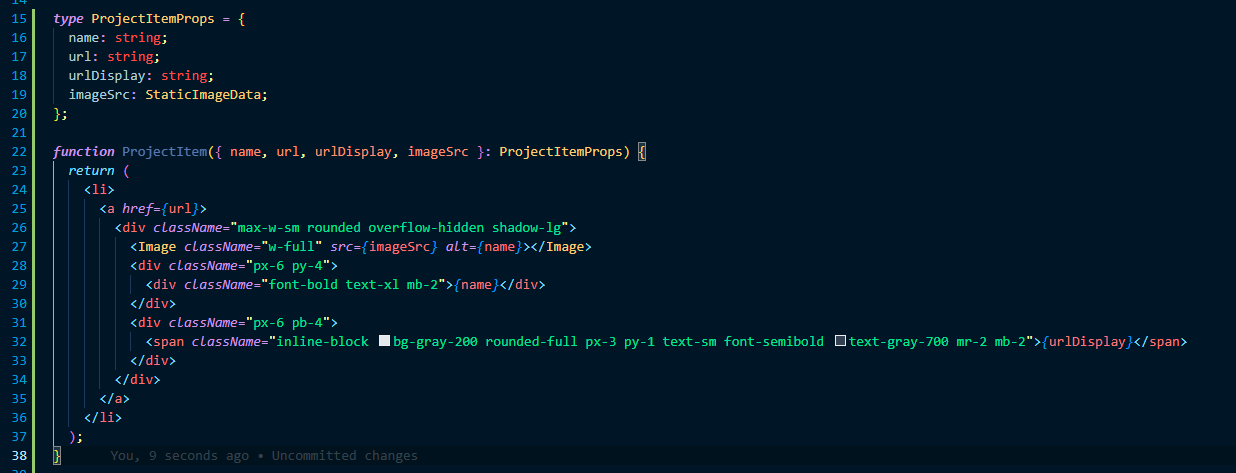 14
15 type ProjectItemProps = {
16   name: string;
17   url: string;
18   urlDisplay: string;
19   imageSrc: StaticImageData;
20 };
21
22 function ProjectItem({ name, url, urlDisplay, imageSrc }: ProjectItemProps) {
23   return (
24     <li>
25       <a href={url}>
26         <div className="max-w-sm rounded overflow-hidden shadow-lg">
27           <Image className="w-full" src={imageSrc} alt={name}></Image>
28           <div className="px-6 py-4">
29             <div className="font-bold text-xl mb-2">{name}</div>
30           </div>
31           <div className="px-6 pb-4">
32             <span className="inline-block bg-gray-200 rounded-full px-3 py-1 text-sm font-semibold text-gray-700 mr-2 mb-2">{urlDisplay}</span>
33           </div>
34         </div>
35       </a>
36     </li>
37   );
38 } You, 9 seconds ago • Uncommitted changes
39